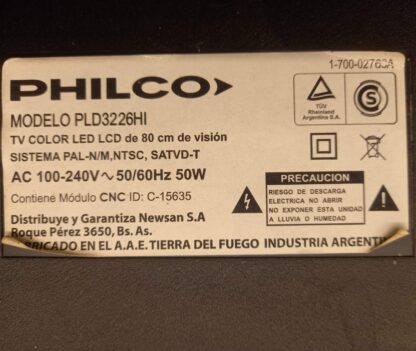 1-700-02766A
PHILCO
TÜV
Rheinland
Argentina S.A.
S
MODELO PLD3226HI
TV COLOR LED LCD de 80 cm de visión
SISTEMA PAL-N/M,NTSC, SATVD-T
AC 100-240V ~ 50/60Hz 50W
Contiene Módulo CNC ID: C-15635
PRECAUCION
RIESGO DE DESCARGA
ELECTRICA NO ABRIR
NO EXPONER ESTA UNIDAD
A LLUVIA O HUMEDAD
Distribuye y Garantiza Newsan S.A
Roque Pérez 3650, Bs. As.
FABRICADO EN EL A.A.E. TIERRA DEL FUEGO INDUSTRIA ARGENTI